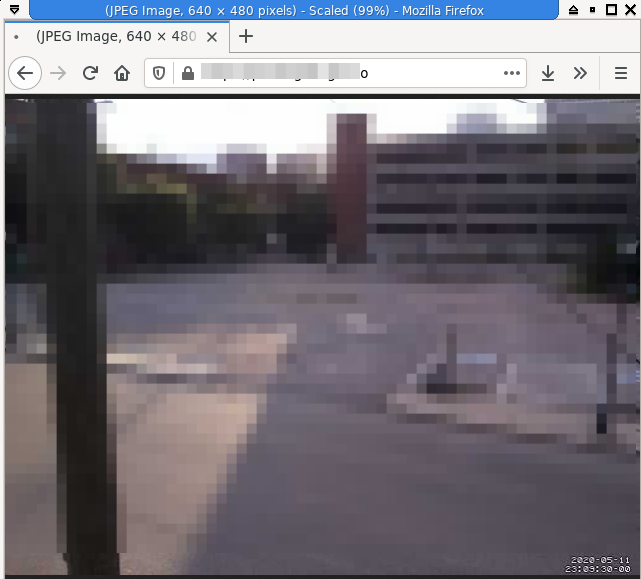 (JPEG Image, 640 × 480 pixels) - Scaled (99%) - Mozilla Firefox
(JPEG Image, 640 × 480
2020-05-11
23:09:30-00